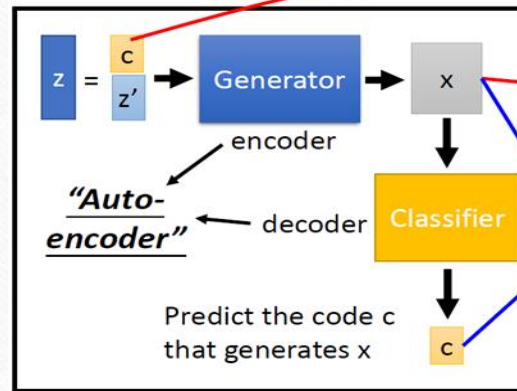 c
z = z' Generator x
encoder
“Auto-
encoder”
decoder Classifier
Predict the code c
that generates x
c